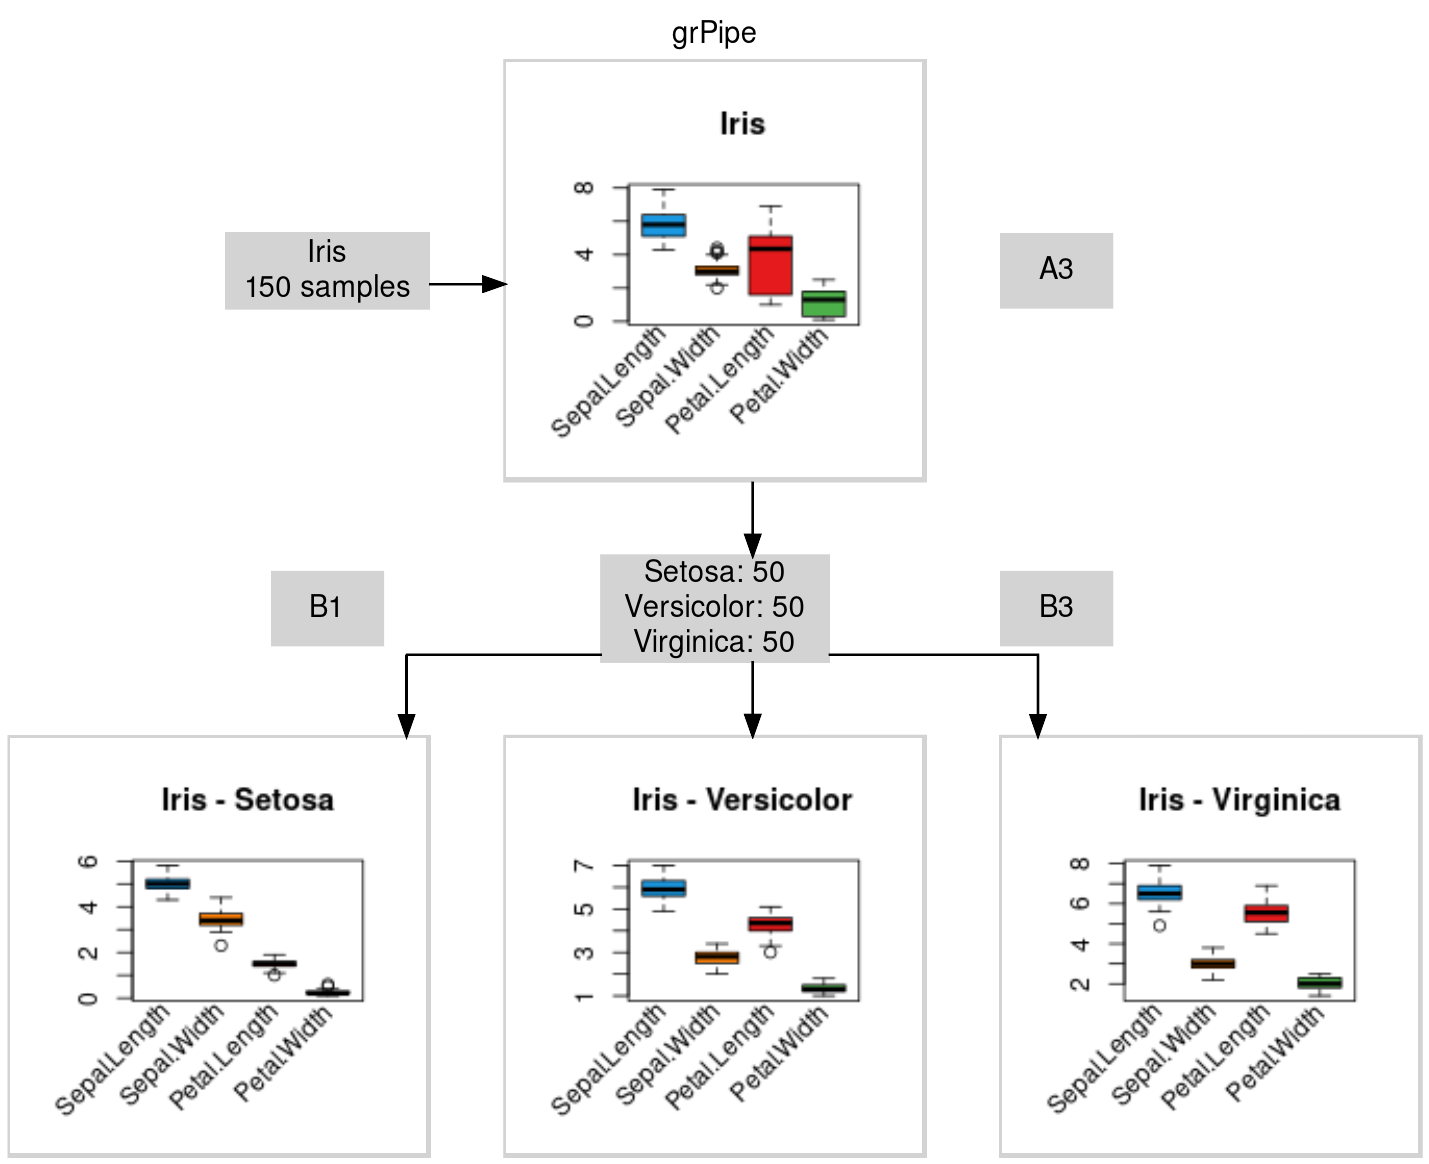 grPipe
Iris
8
4
0
Sepal.Length
Sepal.Width
Petal.Length
Petal.Width
Iris
150 samples
A3
B1
Setosa: 50
Versicolor: 50
Virginica: 50
B3
Iris - Setosa
6
4
2
0
Sepal.Length
Sepal.Width
Petal.Length
Petal.Width
Iris - Versicolor
7
5
3
1
Sepal.Length
Sepal.Width
Petal.Length
Petal.Width
Iris - Virginica
8
6
4
2
Sepal.Length
Sepal.Width
Petal.Length
Petal.Width